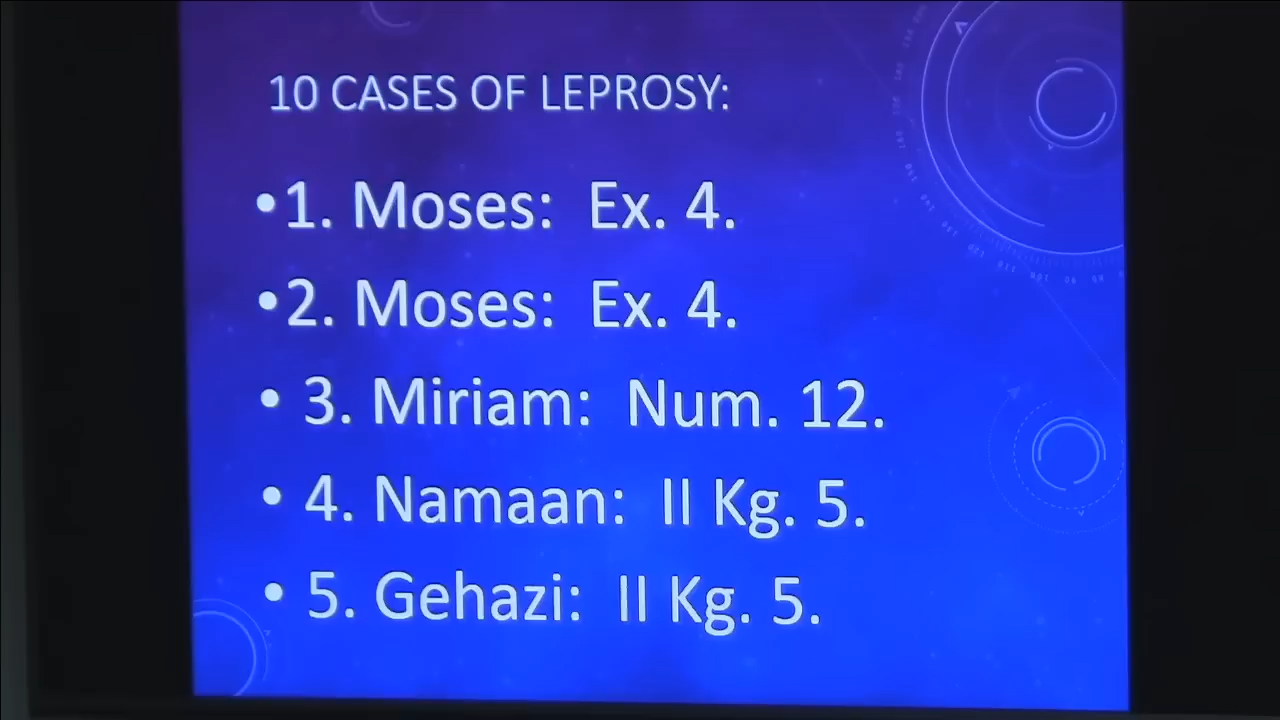 10 CASES OF LEPROSY:
•1. Moses: Ex. 4.
•2. Moses: Ex. 4.
• 3. Miriam: Num. 12.
• 4. Namaan: II Kg. 5.
• 5. Gehazi: II Kg. 5.